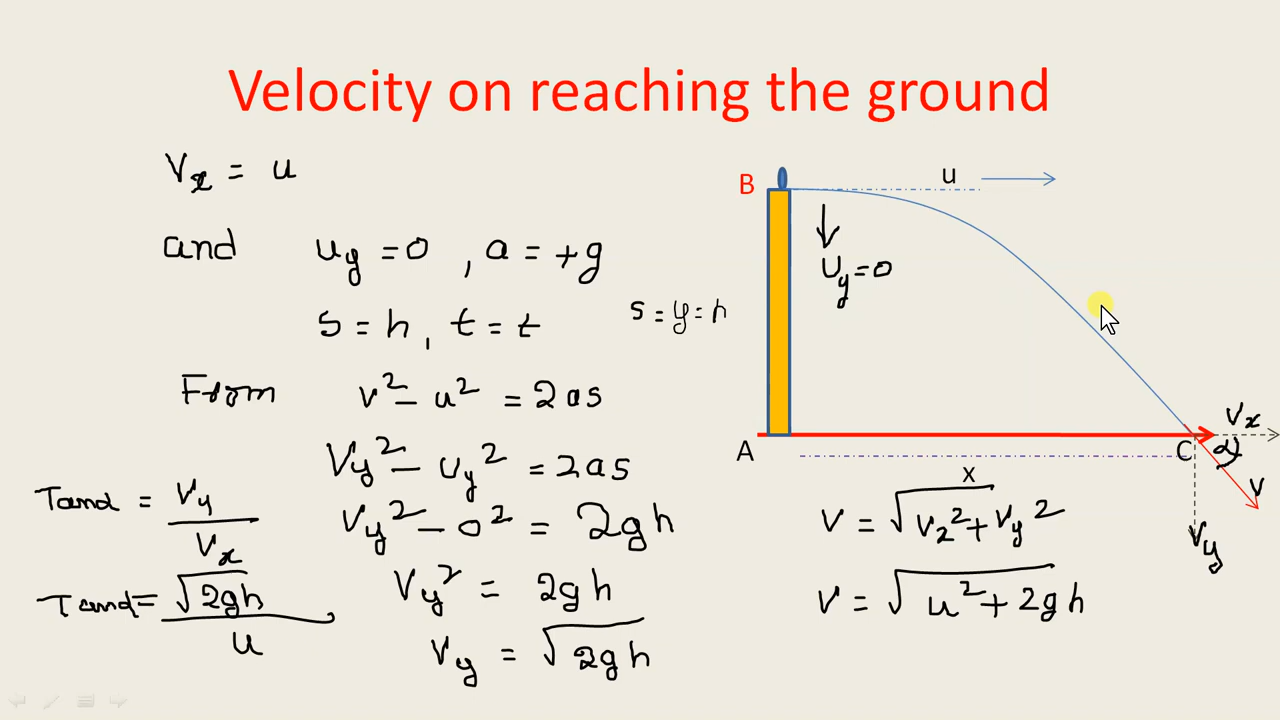 Velocity on reaching the ground
Vx = u
and uy = 0 , a = +g
s = h , t = t
s = y = h
From v² – u² = 2as
Vy² – uy² = 2as
Vy² – 0² = 2gh
Vy² = 2gh
Vy = √2gh
Tanα = Vy/Vx
Tanα = √2gh/u
B
u
uy = 0
A
x
C
Vx
α
V
Vy
V = √Vx² + Vy²
V = √u² + 2gh